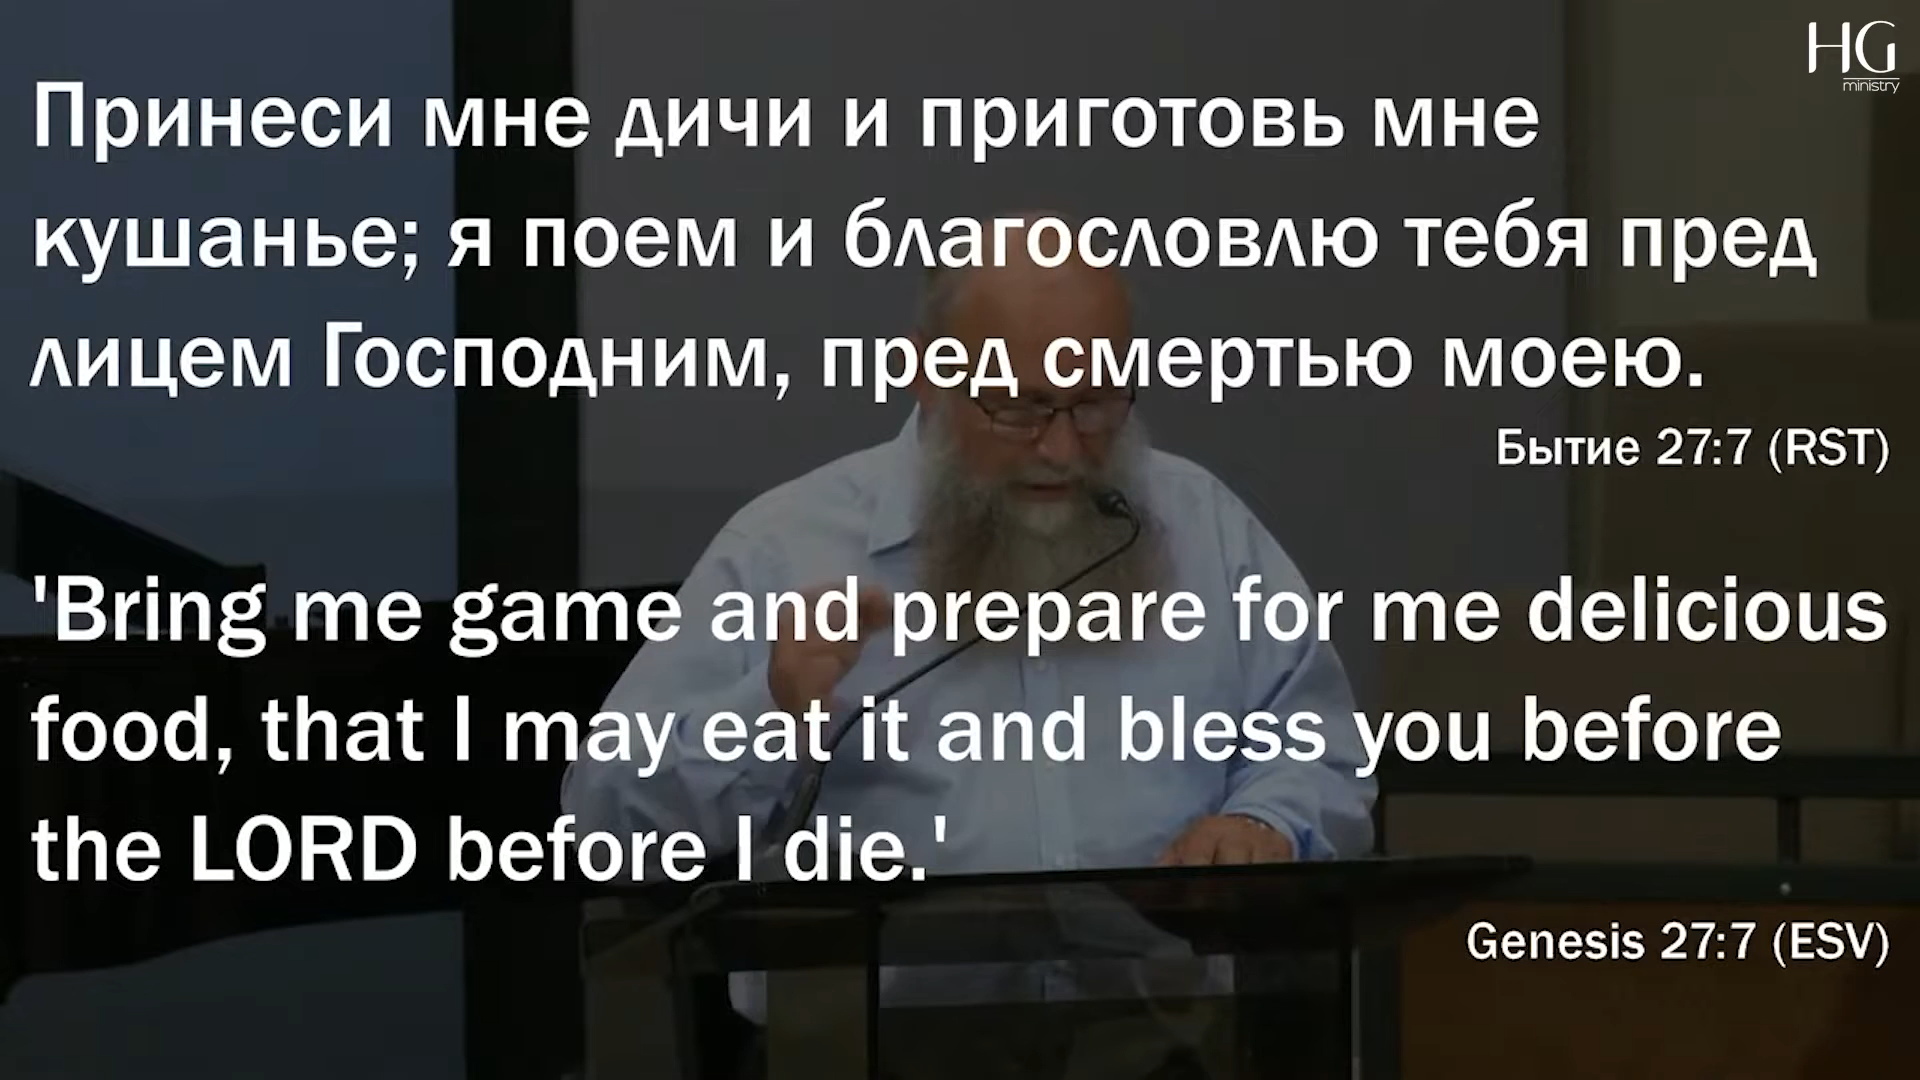 HG
ministry
Принеси мне дичи и приготовь мне
кушанье; я поем и благословлю тебя пред
лицем Господним, пред смертью моею.
Бытие 27:7 (RST)
'Bring me game and prepare for me delicious
food, that I may eat it and bless you before
the LORD before I die.'
Genesis 27:7 (ESV)